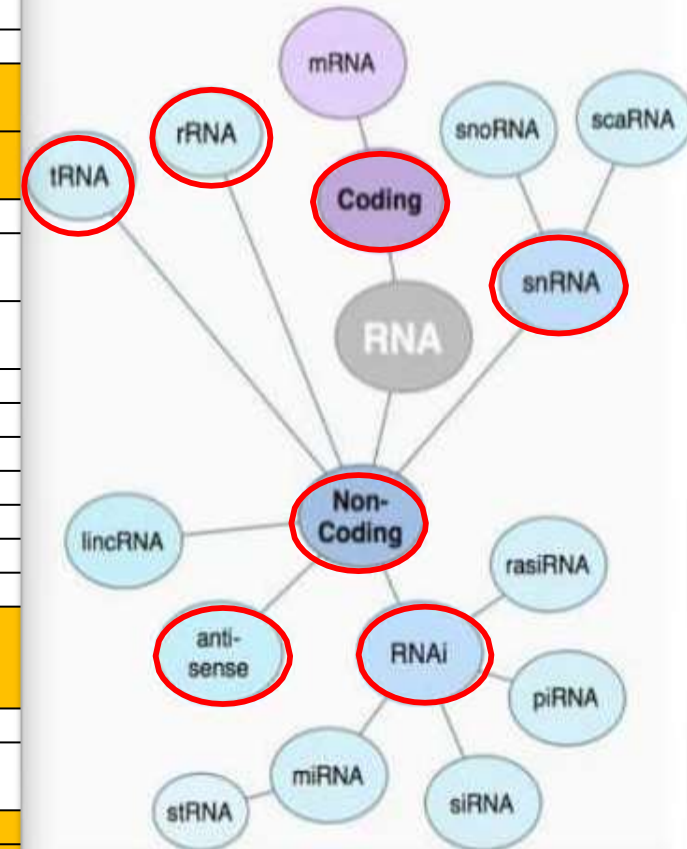 mRNA
scaRNA
snoRNA
rRNA
tRNA
Coding
snRNA
RNA
Non-
Coding
lincRNA
rasiRNA
anti-
sense
RNAi
piRNA
miRNA
siRNA
stRNA